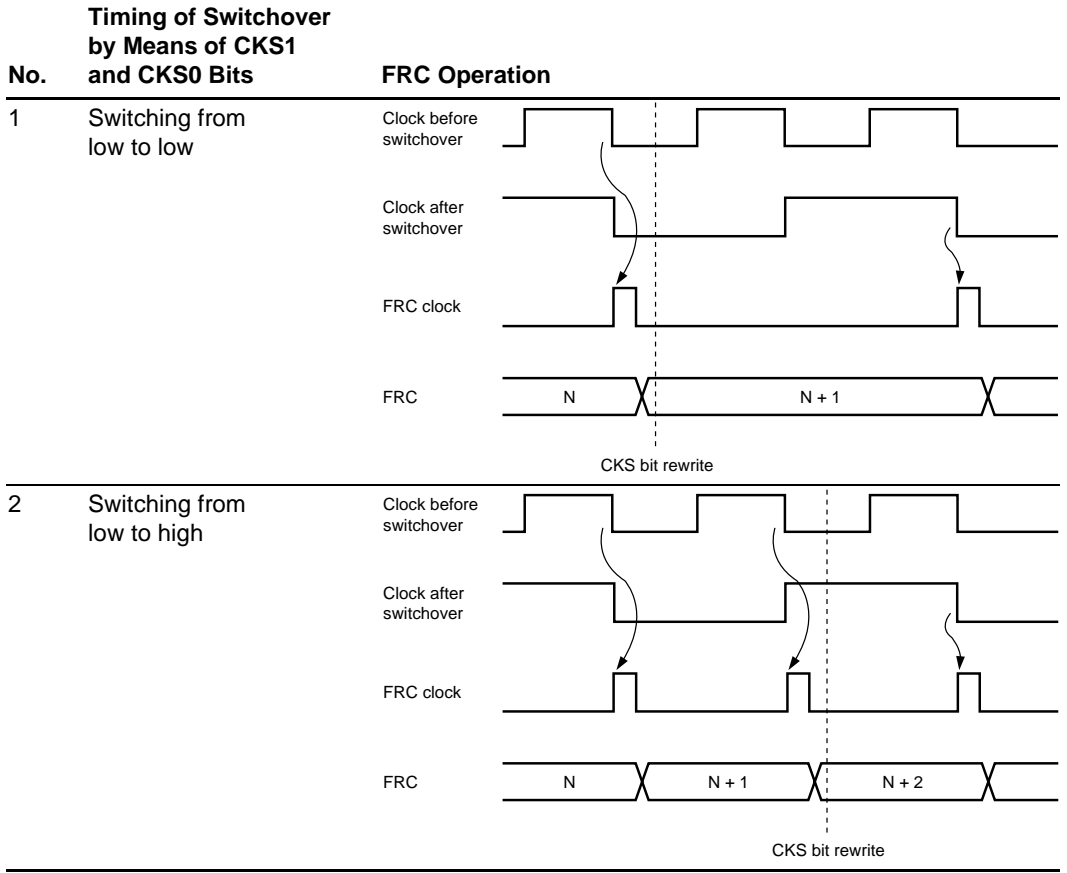 Timing of Switchover
by Means of CKS1
No. and CKS0 Bits FRC Operation
1 Switching from
low to low
Clock before
switchover
Clock after
switchover
FRC clock
FRC N N + 1
CKS bit rewrite
2 Switching from
low to high
Clock before
switchover
Clock after
switchover
FRC clock
FRC N N + 1 N + 2
CKS bit rewrite